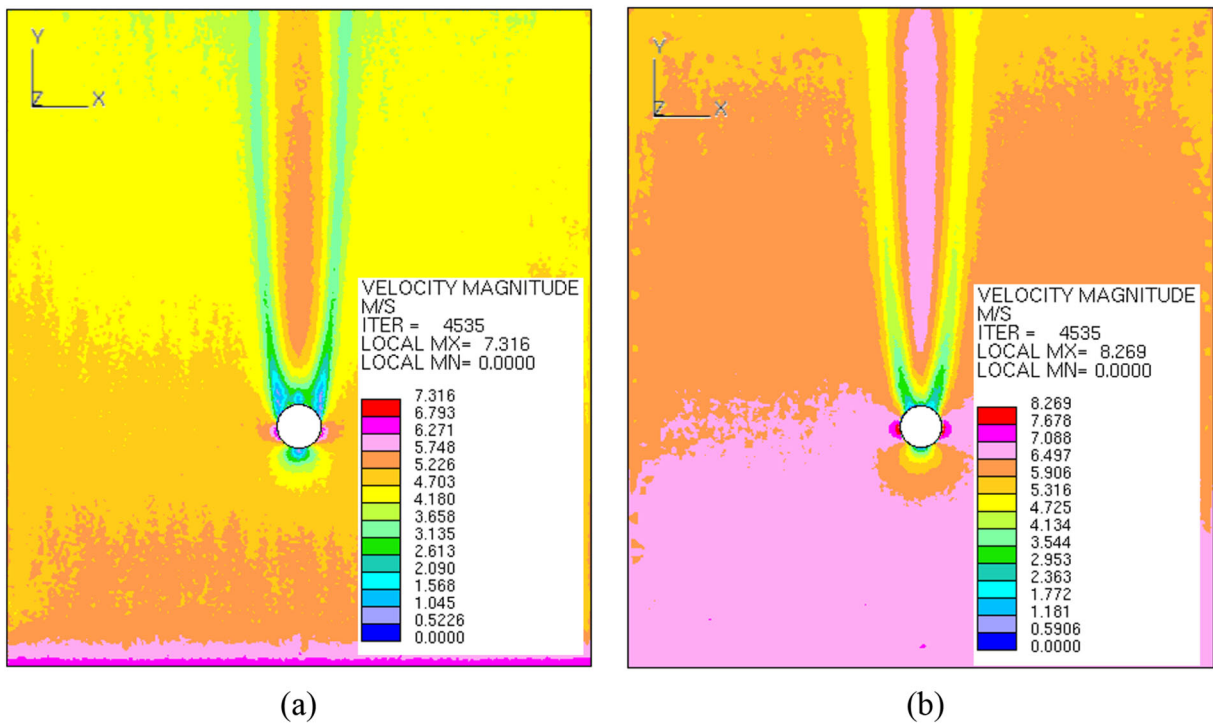 Y
Z X
VELOCITY MAGNITUDE
M/S
ITER = 4535
LOCAL MX= 7.316
LOCAL MN= 0.0000
7.316
6.793
6.271
5.748
5.226
4.703
4.180
3.658
3.135
2.613
2.090
1.568
1.045
0.5226
0.0000
(a)
Y
Z X
VELOCITY MAGNITUDE
M/S
ITER = 4535
LOCAL MX= 8.269
LOCAL MN= 0.0000
8.269
7.678
7.088
6.497
5.906
5.316
4.725
4.134
3.544
2.953
2.363
1.772
1.181
0.5906
0.0000
(b)